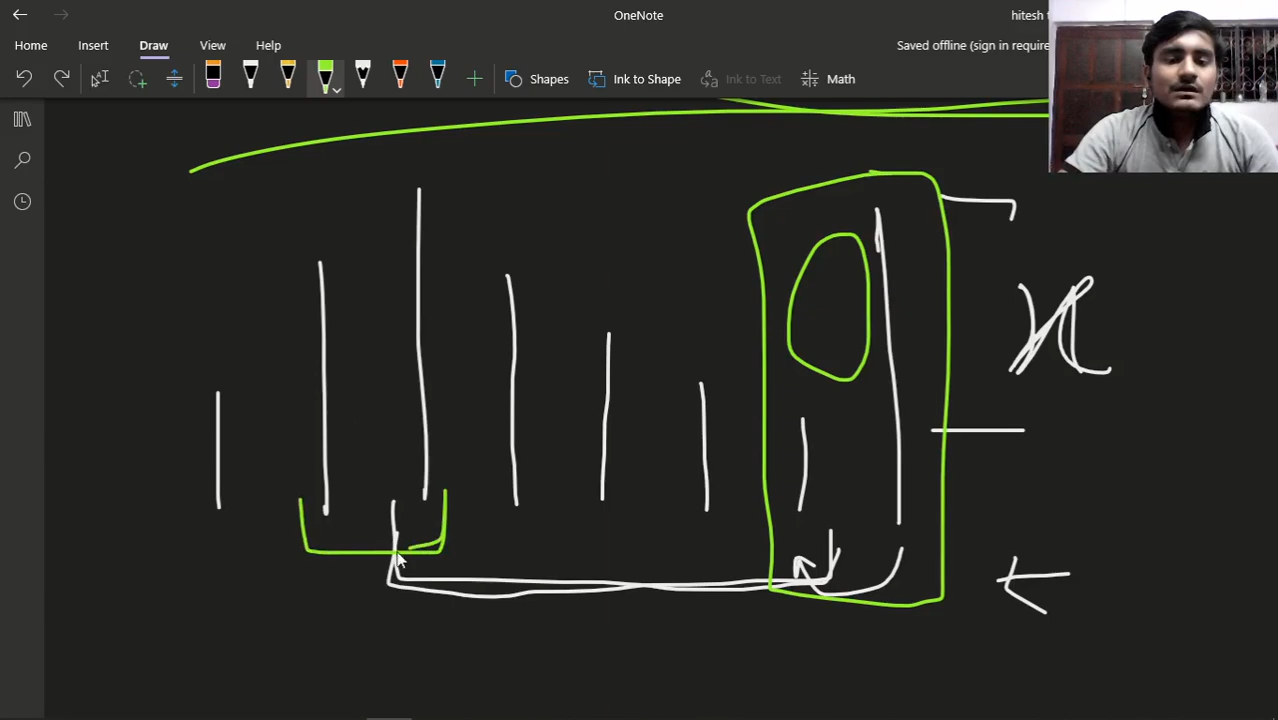 OneNote
hitesh
Home Insert Draw View Help
Saved offline (sign in require
Shapes Ink to Shape Ink to Text Math
x